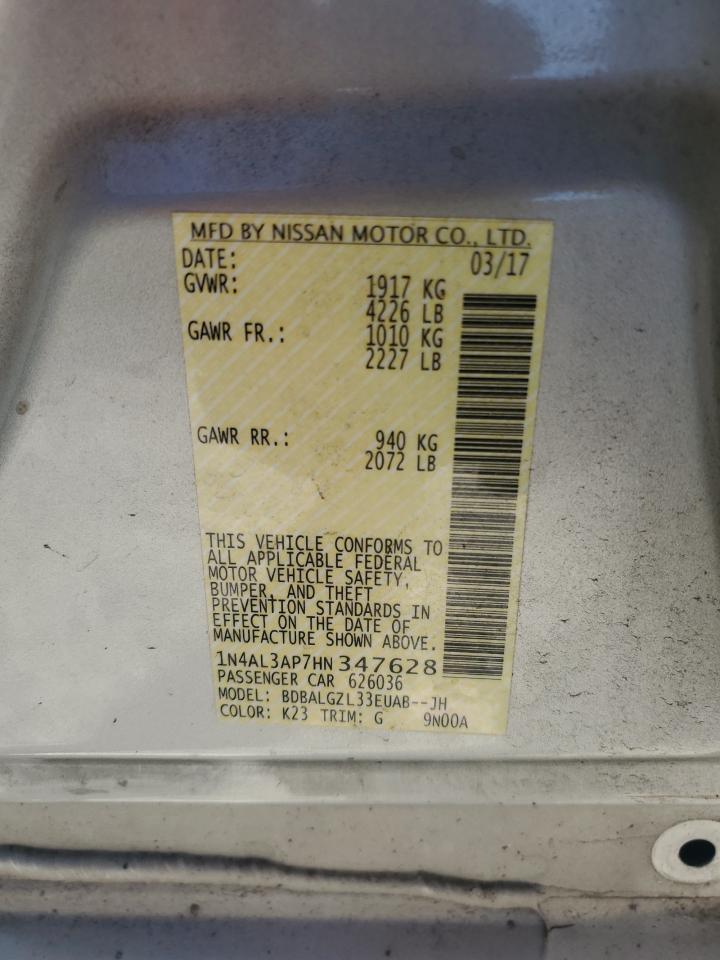 MFD BY NISSAN MOTOR CO., LTD.
DATE: 03/17
GVWR: 1917 KG
4226 LB
GAWR FR.: 1010 KG
2227 LB
GAWR RR.: 940 KG
2072 LB
THIS VEHICLE CONFORMS TO
ALL APPLICABLE FEDERAL
MOTOR VEHICLE SAFETY,
BUMPER, AND THEFT
PREVENTION STANDARDS IN
EFFECT ON THE DATE OF
MANUFACTURE SHOWN ABOVE.
1N4AL3AP7HN347628
PASSENGER CAR 626036
MODEL: BDBALGZL33EUAB--JH
COLOR: K23 TRIM: G 9N00A